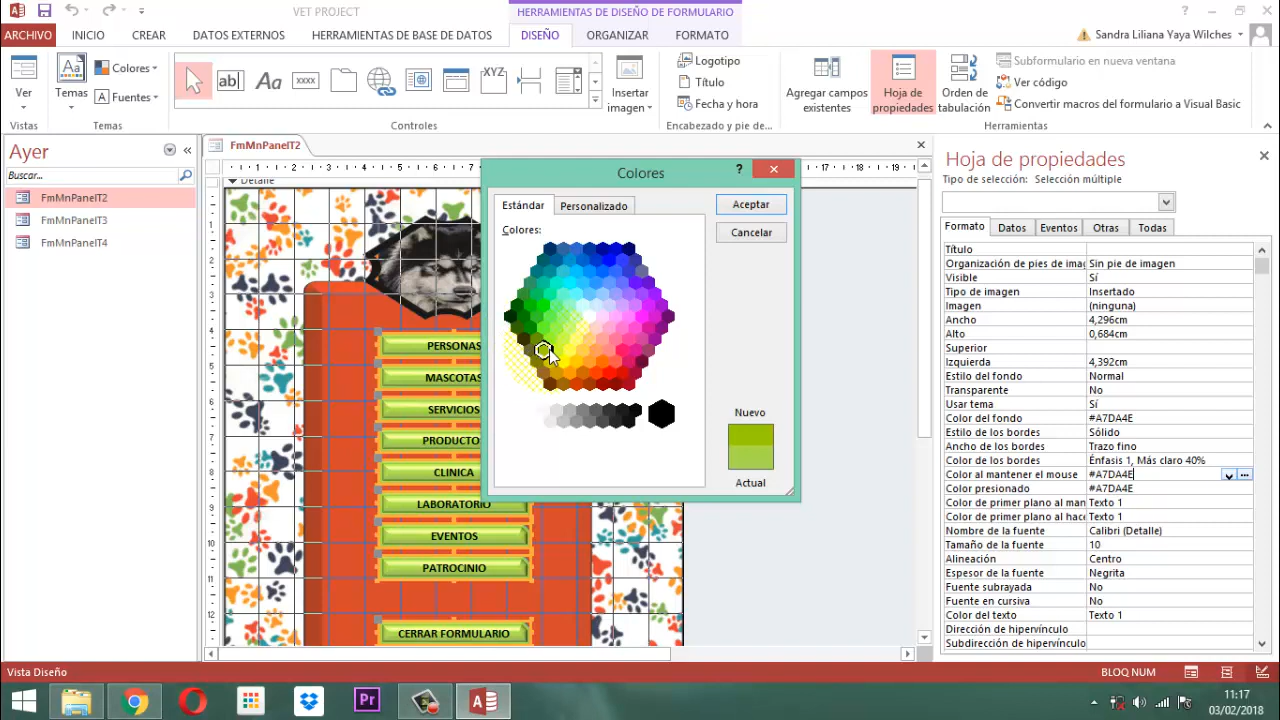 VET PROJECT
HERRAMIENTAS DE DISEÑO DE FORMULARIO
?
ARCHIVO
INICIO
CREAR
DATOS EXTERNOS
HERRAMIENTAS DE BASE DE DATOS
DISEÑO
ORGANIZAR
FORMATO
Sandra Liliana Yaya Wilches
Ver
Temas
Aa
Colores
Fuentes
ab
Aa
xxxx
XYZ
Insertar
imagen
Logotipo
Título
Fecha y hora
Agregar campos
existentes
Hoja de
propiedades
Orden de
tabulación
Subformulario en nueva ventana
Ver código
Convertir macros del formulario a Visual Basic
Vistas
Temas
Controles
Encabezado y pie de...
Herramientas
Ayer
Buscar...
FmMnPanelT2
FmMnPanelT3
FmMnPanelT4
FmMnPanelT2
Detalle
PERSONAS
MASCOTAS
SERVICIOS
PRODUCTO
CLINICA
LABORATORIO
EVENTOS
PATROCINIO
CERRAR FORMULARIO
Colores
?
Estándar
Personalizado
Colores:
Aceptar
Cancelar
Nuevo
Actual
Hoja de propiedades
Tipo de selección: Selección múltiple
Formato
Datos
Eventos
Otras
Todas
Título
Organización de pies de imag Sin pie de imagen
Visible Sí
Tipo de imagen Insertado
Imagen (ninguna)
Ancho 4,296cm
Alto 0,684cm
Superior
Izquierda 4,392cm
Estilo del fondo Normal
Transparente No
Usar tema Sí
Color del fondo #A7DA4E
Estilo de los bordes Sólido
Ancho de los bordes Trazo fino
Color de los bordes Énfasis 1, Más claro 40%
Color al mantener el mouse #A7DA4E
Color presionado #A7DA4E
Color de primer plano al man Texto 1
Color de primer plano al hace Texto 1
Nombre de la fuente Calibri (Detalle)
Tamaño de la fuente 10
Alineación Centro
Espesor de la fuente Negrita
Fuente subrayada No
Fuente en cursiva No
Color del texto Texto 1
Dirección de hipervínculo
Subdirección de hipervínculo
Vista Diseño
BLOQ NUM
Pr
11:17
03/02/2018